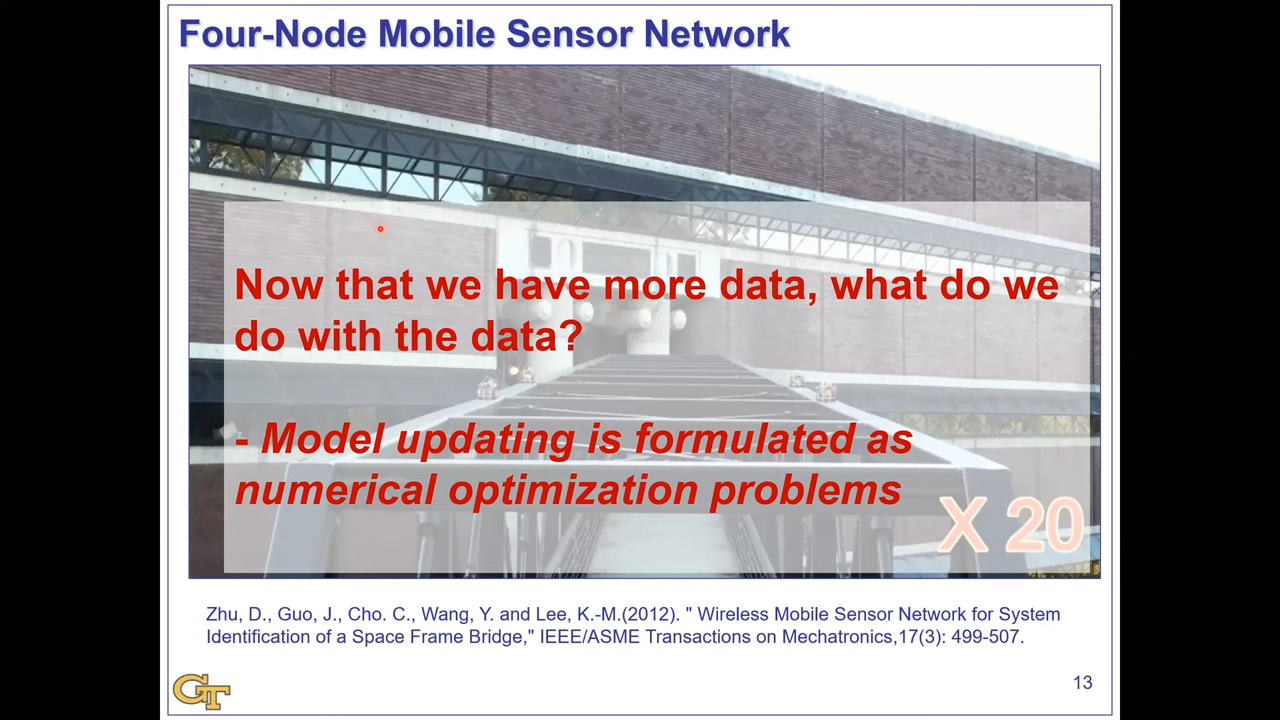 Four-Node Mobile Sensor Network
Now that we have more data, what do we
do with the data?
- Model updating is formulated as
numerical optimization problems
X 20
Zhu, D., Guo, J., Cho. C., Wang, Y. and Lee, K.-M.(2012). " Wireless Mobile Sensor Network for System
Identification of a Space Frame Bridge," IEEE/ASME Transactions on Mechatronics,17(3): 499-507.
GT
13